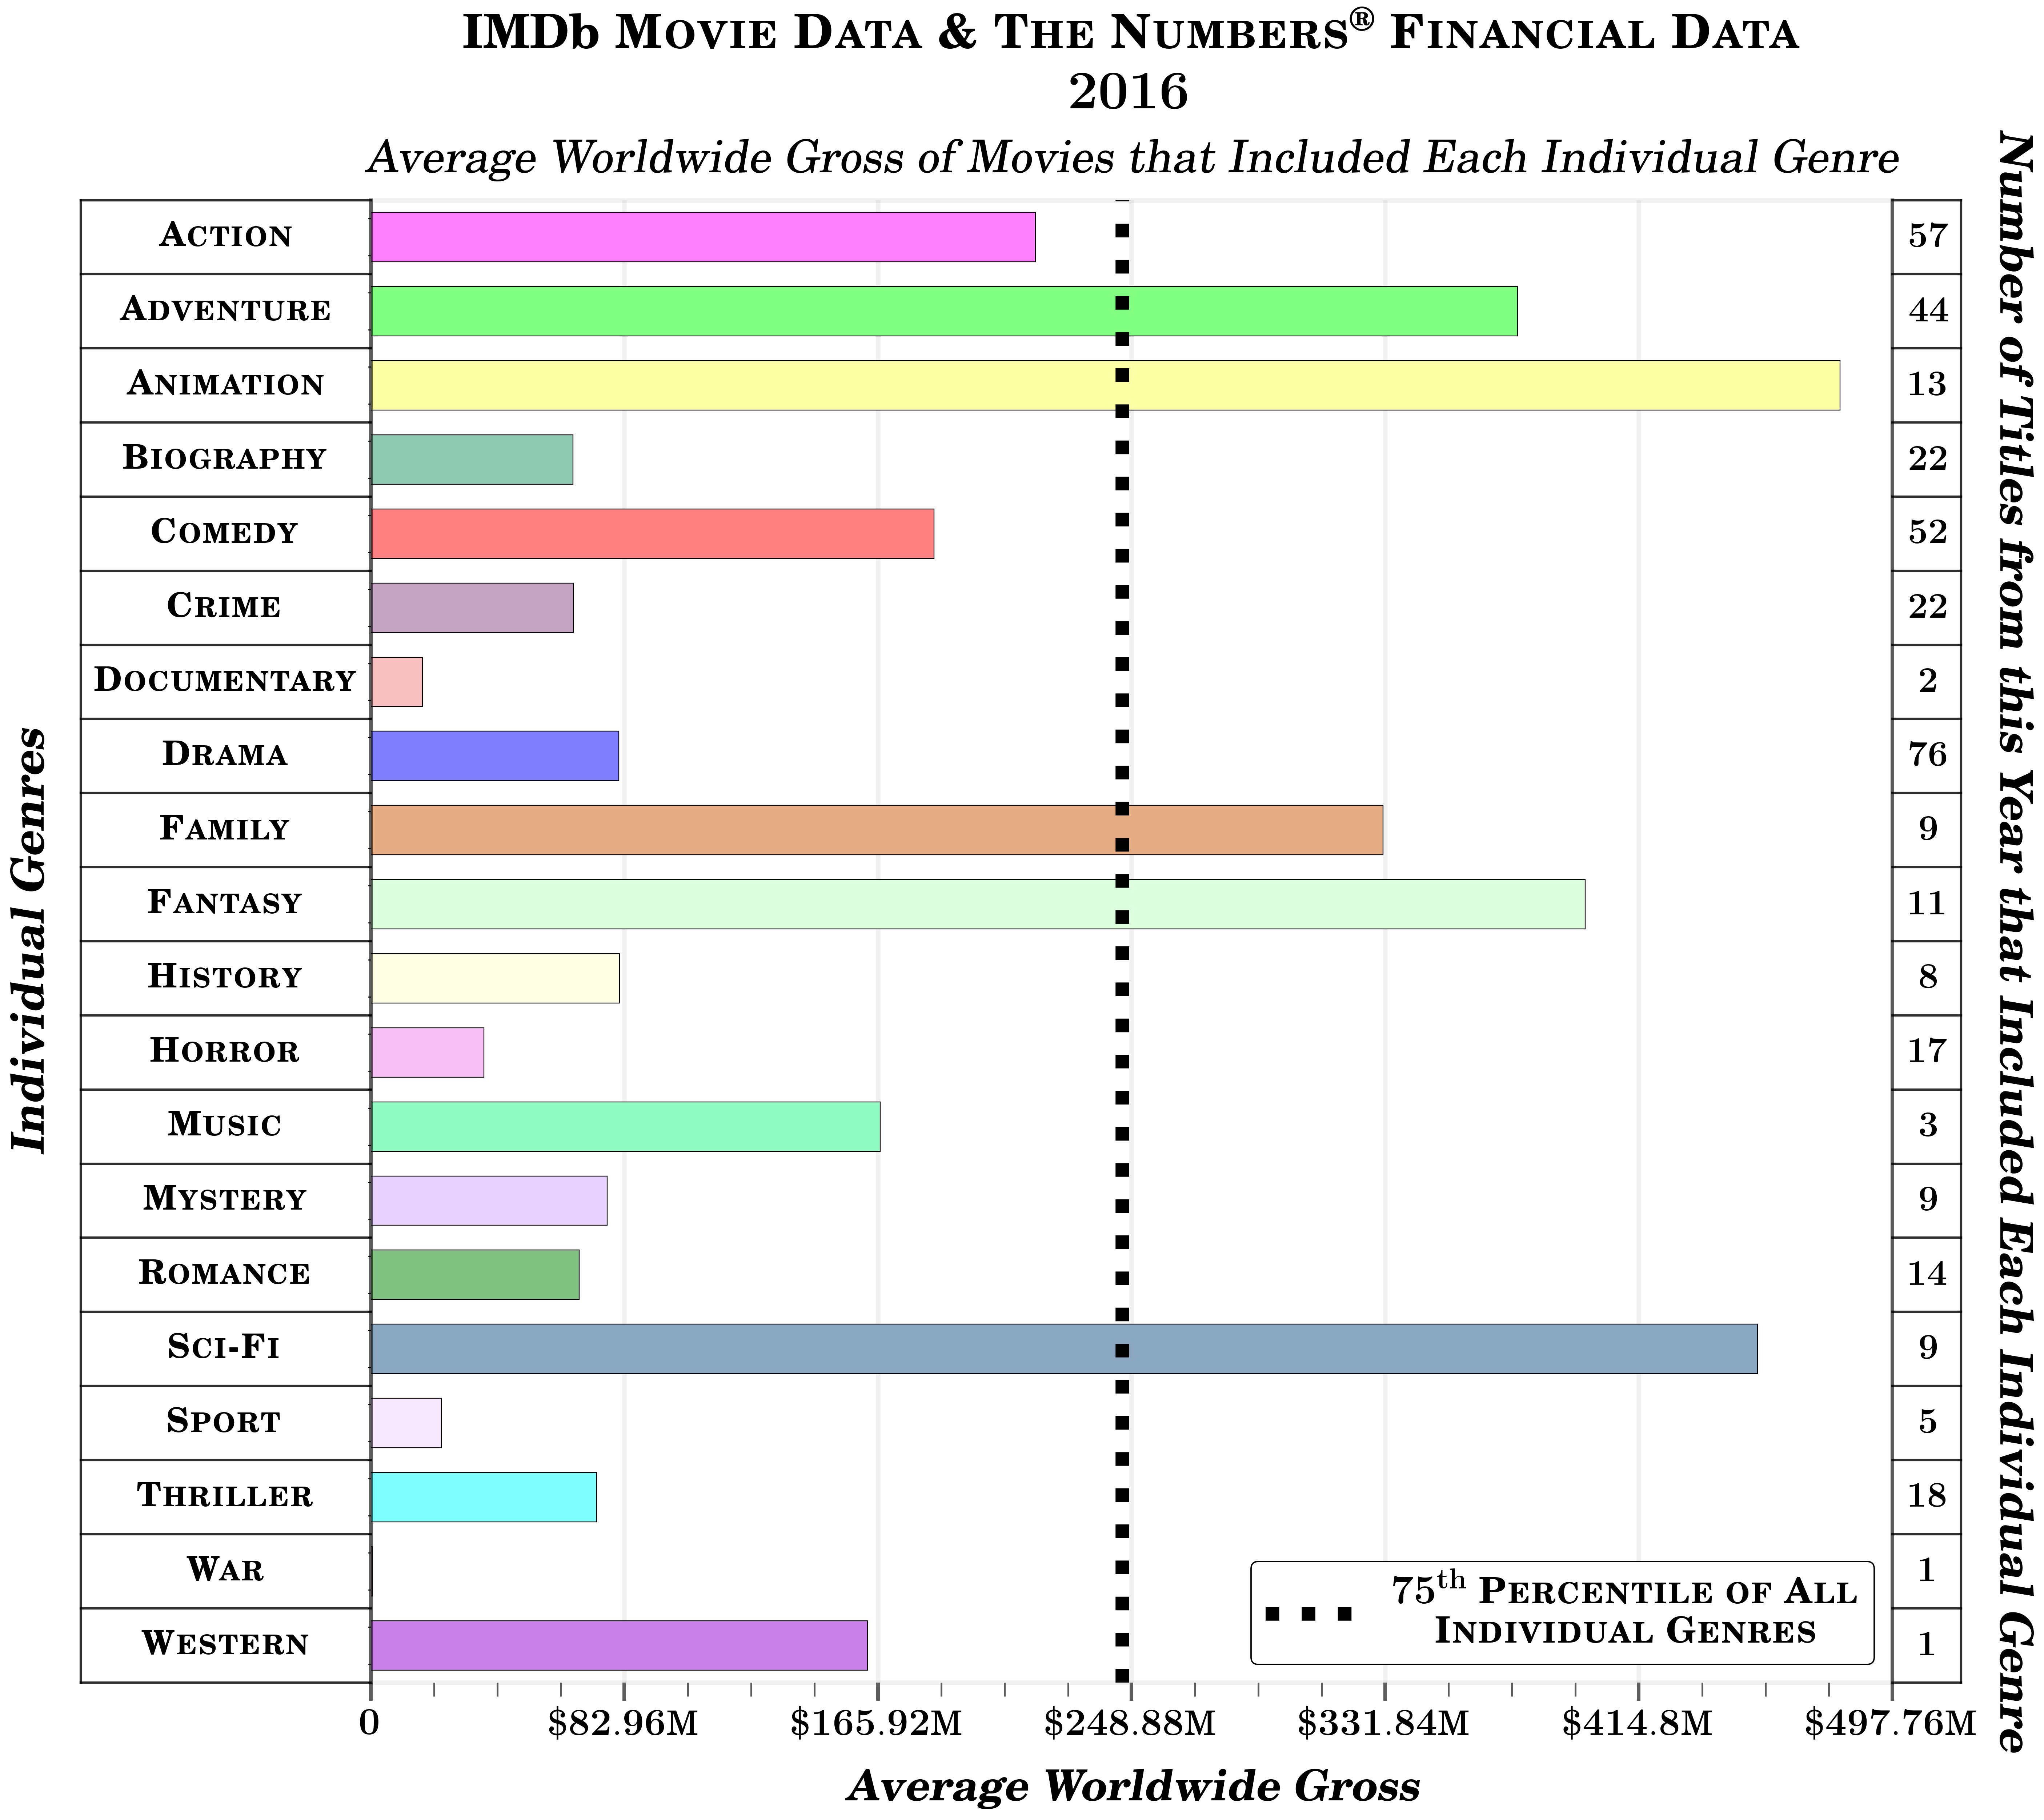 IMDb Movie Data & The Numbers® Financial Data
2016
Average Worldwide Gross of Movies that Included Each Individual Genre
Individual Genres
Action 57
Adventure 44
Animation 13
Biography 22
Comedy 52
Crime 22
Documentary 2
Drama 76
Family 9
Fantasy 11
History 8
Horror 17
Music 3
Mystery 9
Romance 14
Sci-Fi 9
Sport 5
Thriller 18
War 1
Western 1
75th Percentile of All
Individual Genres
0 $82.96M $165.92M $248.88M $331.84M $414.8M $497.76M
Average Worldwide Gross
Number of Titles from this Year that Included Each Individual Genre